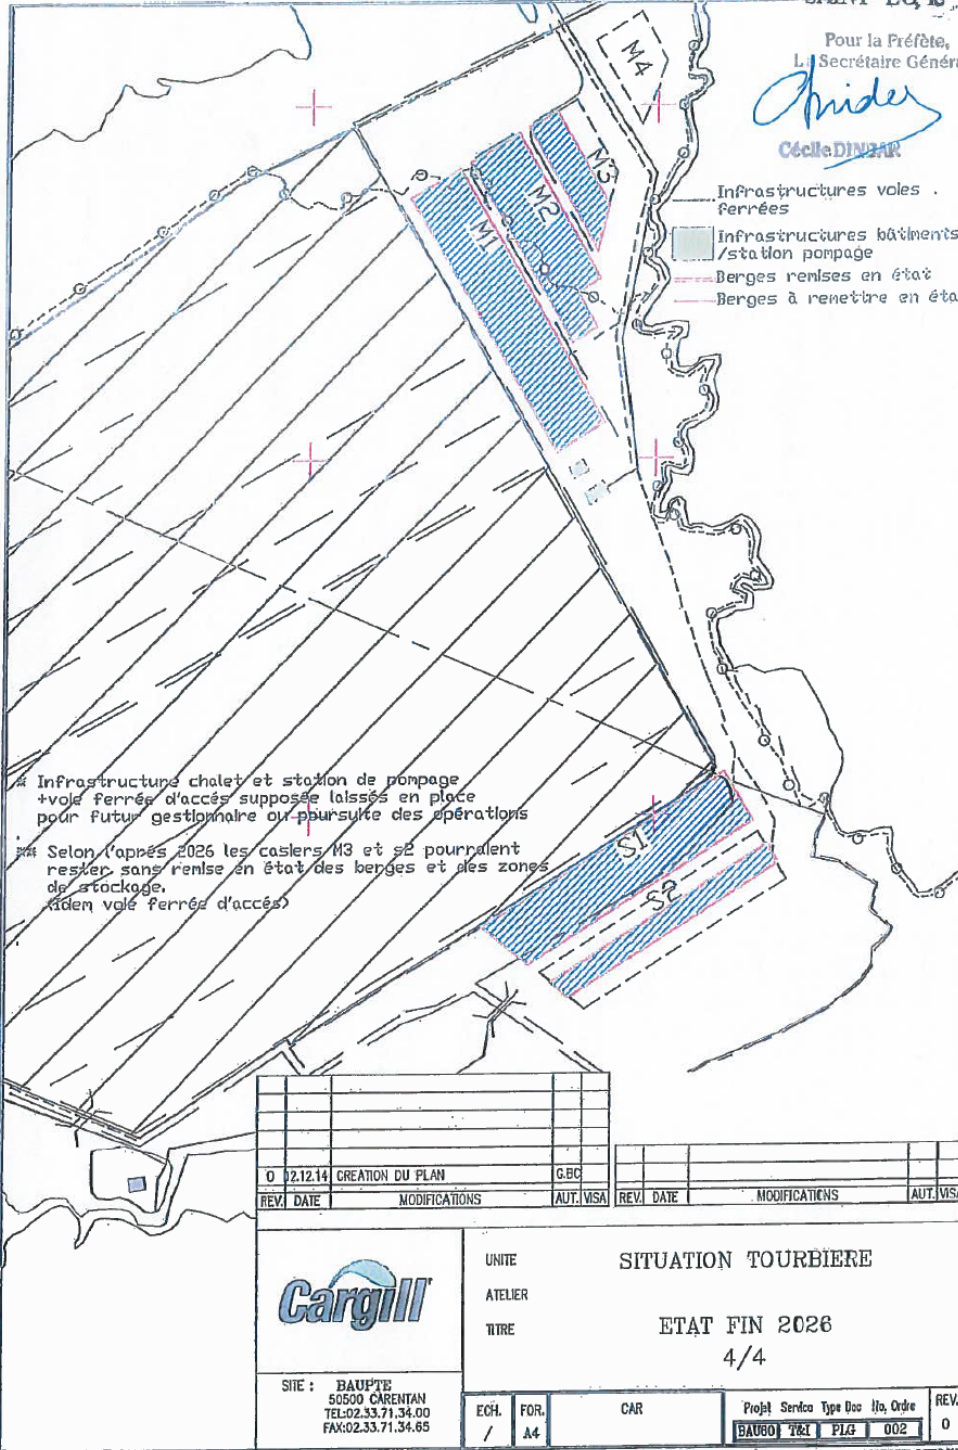 Pour la Préfète,
Secrétaire Génér
Cécile DINDAR
Infrastructures voies
ferrées
Infrastructures bâtiments
/station pompage
Berges remises en état
Berges à remettre en éta
M4
M3
M2
M1
* Infrastructure chalet et station de pompage
+voie ferrée d'accés supposée laissés en place
pour futur gestionnaire ou poursuite des opérations
** Selon l'aprés 2026 les casiers M3 et s2 pourraient
rester sans remise en état des berges et des zones
de stockage.
(idem voie ferrée d'accés)
S1
S2
0 12.12.14 CREATION DU PLAN G.BC
REV. DATE MODIFICATIONS AUT. VISA
REV. DATE MODIFICATIONS AUT. VIS
Cargill
UNITE SITUATION TOURBIERE
ATELIER
TITRE ETAT FIN 2026
4/4
SITE : BAUPTE
50500 CARENTAN
TEL:02.33.71.34.00
FAX:02.33.71.34.65
ECH. FOR. CAR Projet Service Type Doc No. Ordre REV.
/ A4 BAU60 T&I PLG 002 0